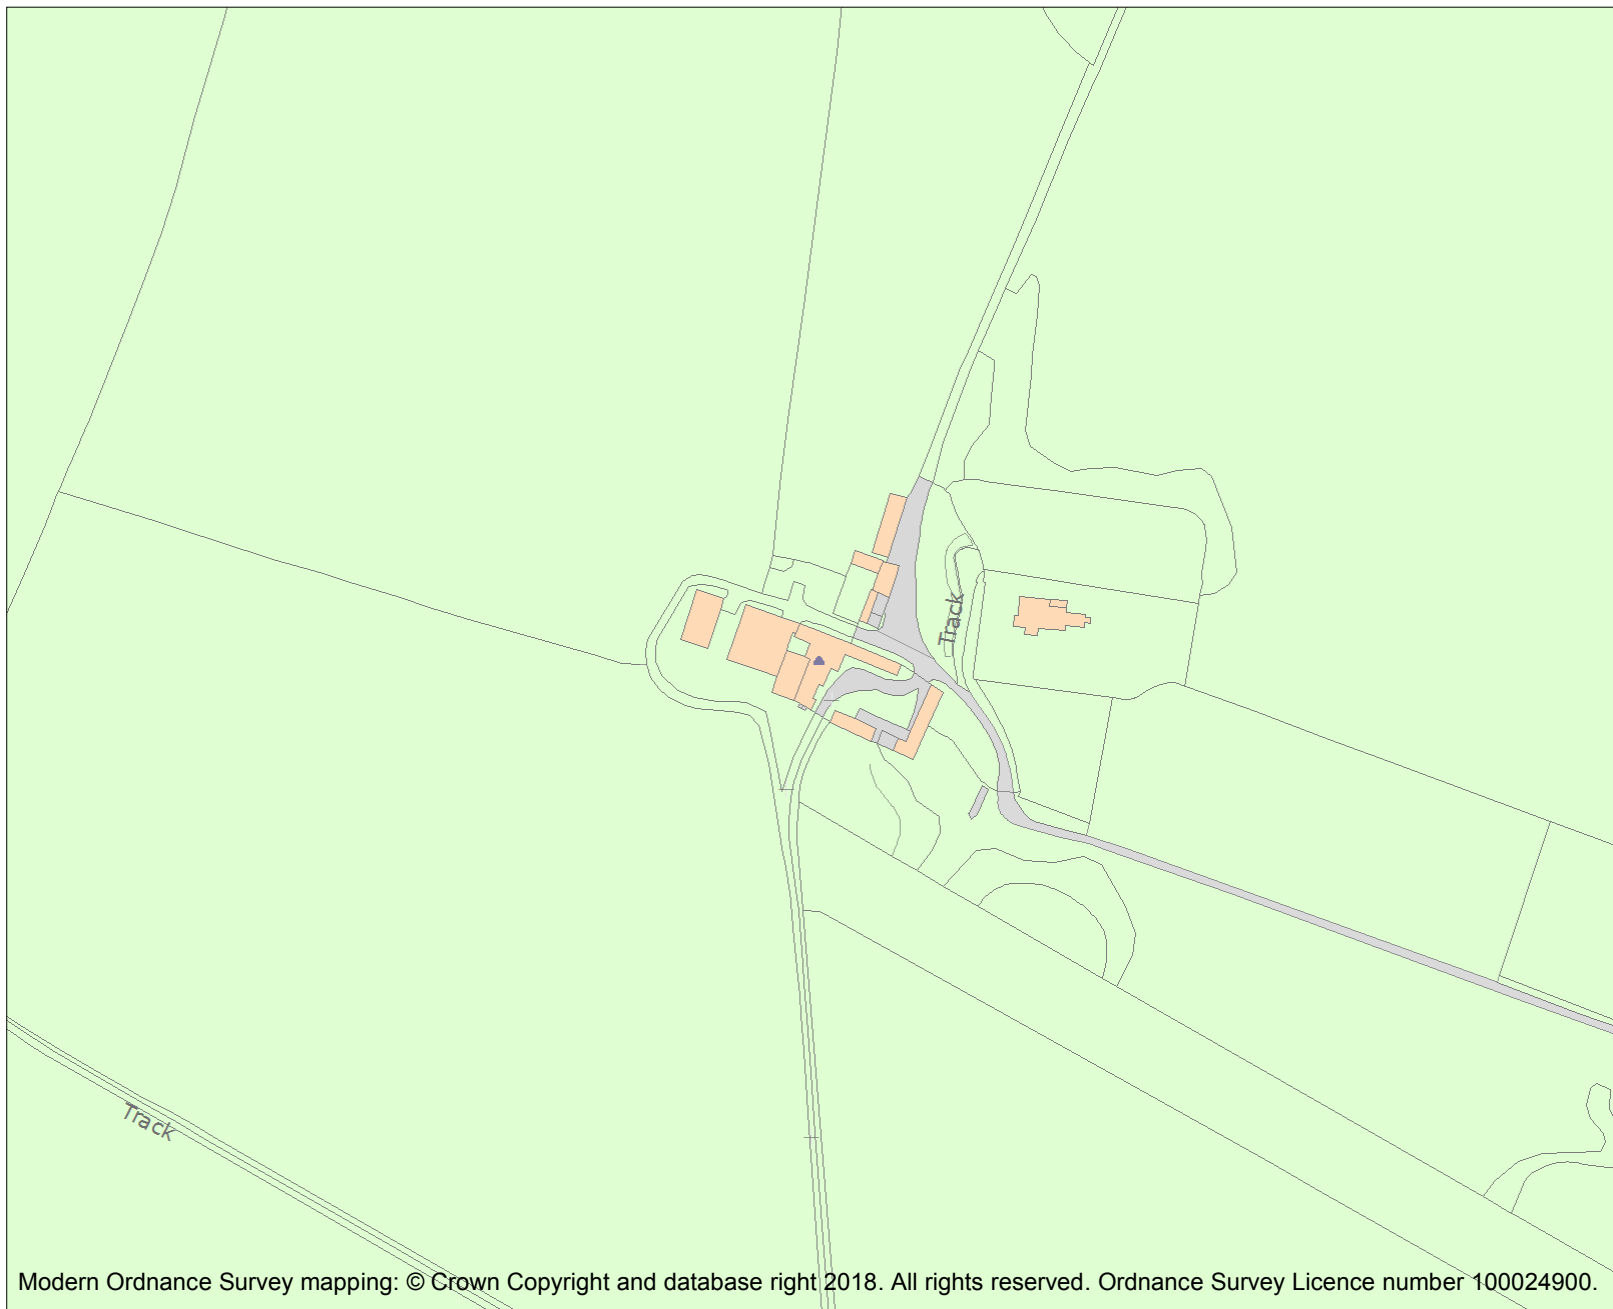 Track
Track
Modern Ordnance Survey mapping: © Crown Copyright and database right 2018. All rights reserved. Ordnance Survey Licence number 100024900.